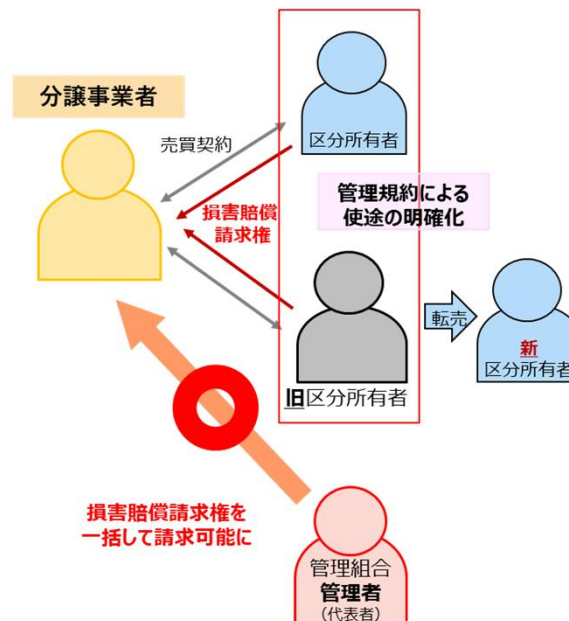 分譲事業者
売買契約
区分所有者
損害賠償
請求権
管理規約による
使途の明確化
転売
新
区分所有者
旧区分所有者
損害賠償請求権を
一括して請求可能に
管理組合
管理者
(代表者)